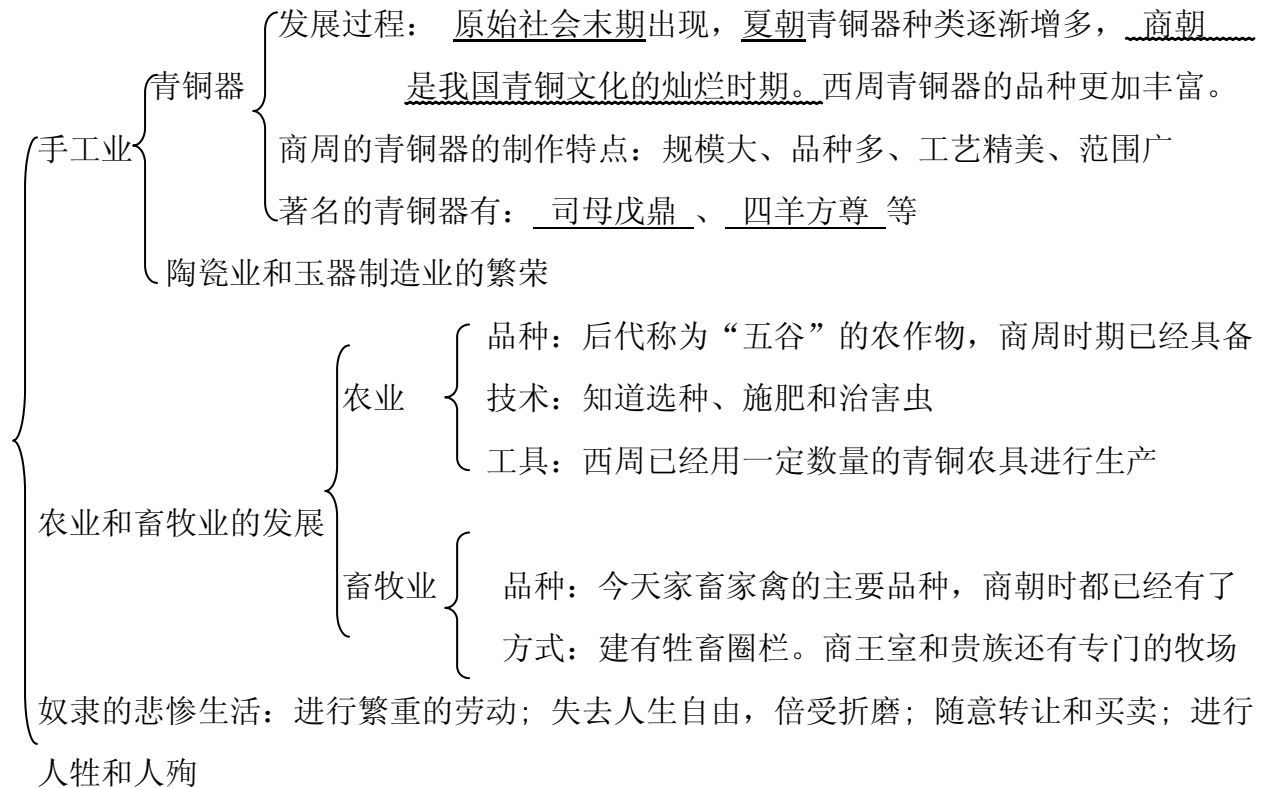 发展过程： 原始社会末期出现，夏朝青铜器种类逐渐增多， 商朝
青铜器
是我国青铜文化的灿烂时期。西周青铜器的品种更加丰富。
手工业
商周的青铜器的制作特点：规模大、品种多、工艺精美、范围广
著名的青铜器有： 司母戊鼎 、 四羊方尊 等
陶瓷业和玉器制造业的繁荣
品种：后代称为“五谷”的农作物，商周时期已经具备
农业
技术：知道选种、施肥和治害虫
工具：西周已经用一定数量的青铜农具进行生产
农业和畜牧业的发展
畜牧业
品种：今天家畜家禽的主要品种，商朝时都已经有了
方式：建有牲畜圈栏。商王室和贵族还有专门的牧场
奴隶的悲惨生活：进行繁重的劳动；失去人生自由，倍受折磨；随意转让和买卖；进行
人牲和人殉